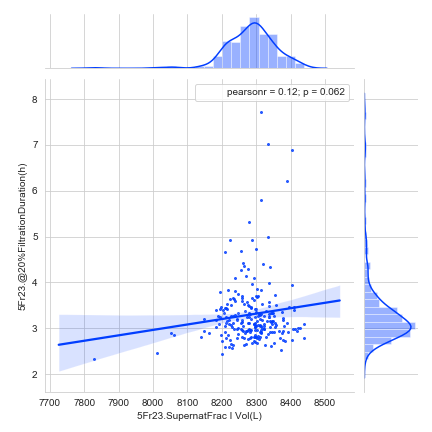 pearsonr = 0.12; p = 0.062
8
7
6
5
4
3
2
5Fr23.@20%FiltrationDuration(h)
7700 7800 7900 8000 8100 8200 8300 8400 8500
5Fr23.SupernatFrac I Vol(L)